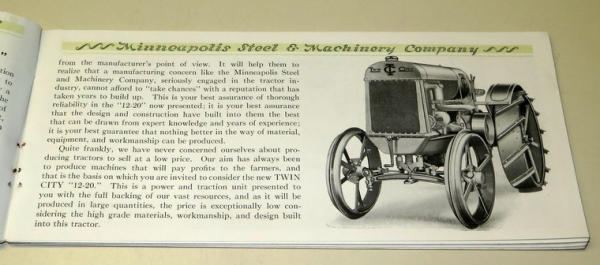 Minneapolis Steel & Machinery Company
from the manufacturer's point of view. It will help them to
realize that a manufacturing concern like the Minneapolis Steel
and Machinery Company, seriously engaged in the tractor in-
dustry, cannot afford to "take chances" with a reputation that has
taken years to build up. This is your best assurance of thorough
reliability in the "12-20" now presented; it is your best assurance
that the design and construction have built into them the best
that can be drawn from expert knowledge and years of experience;
it is your best guarantee that nothing better in the way of material,
equipment, and workmanship can be produced.
Quite frankly, we have never concerned ourselves about pro-
ducing tractors to sell at a low price. Our aim has always been
to produce machines that will pay profits to the farmers, and
that is the basis on which you are invited to consider the new TWIN
CITY "12-20." This is a power and traction unit presented to
you with the full backing of our vast resources, and as it will be
produced in large quantities, the price is exceptionally low con-
sidering the high grade materials, workmanship, and design built
into this tractor.